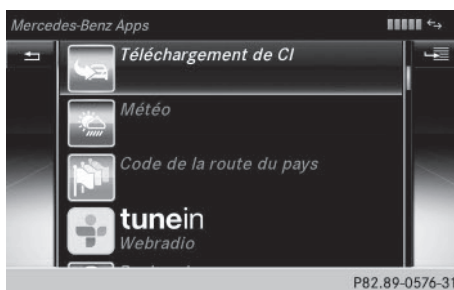 Mercedes-Benz Apps
Téléchargement de CI
Météo
Code de la route du pays
tunein
Webradio
P82.89-0576-31